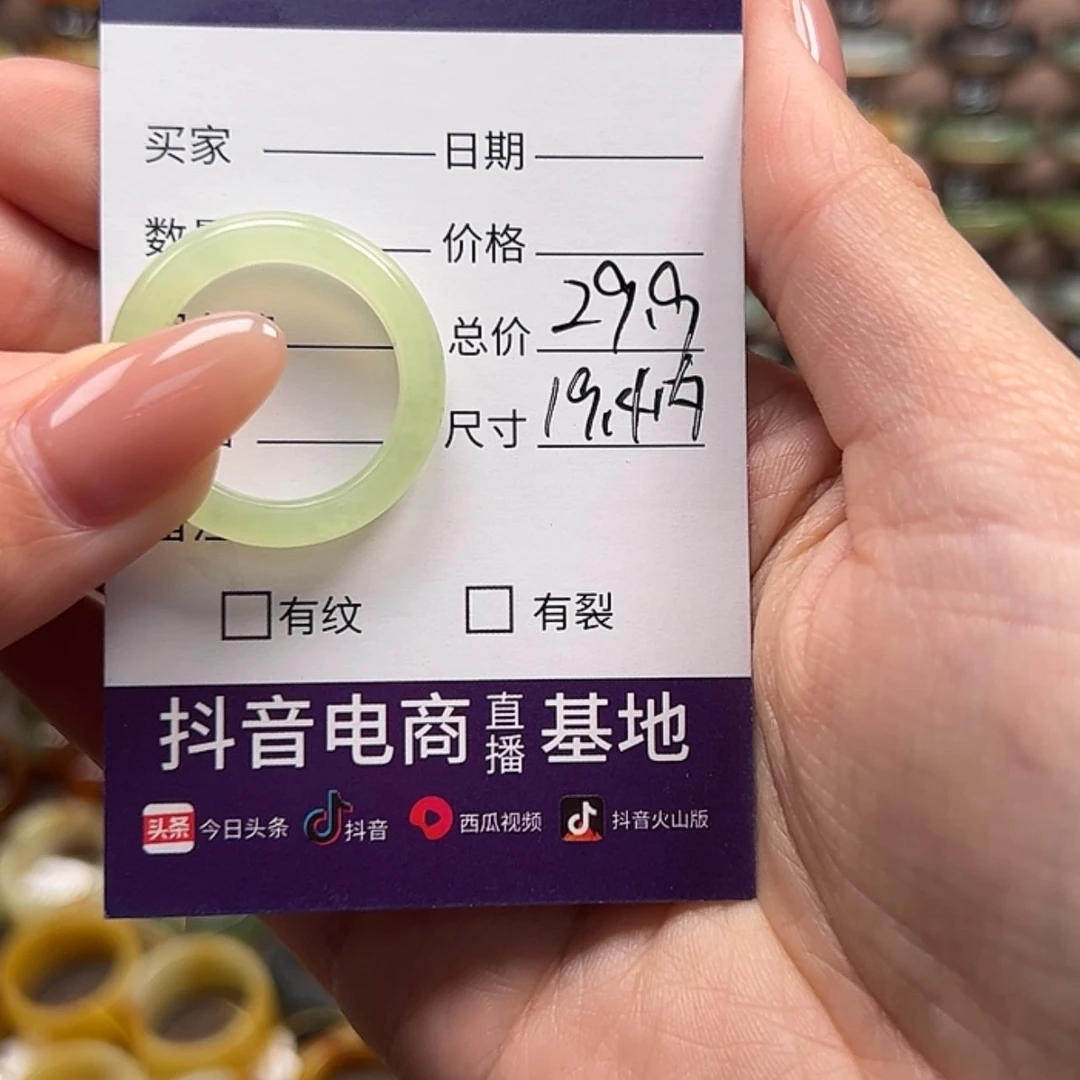 买家 日期
数 价格
总价 29.9
尺寸 19.4内
有纹 有裂
抖音电商直播基地
头条 今日头条 抖音 西瓜视频 抖音火山版